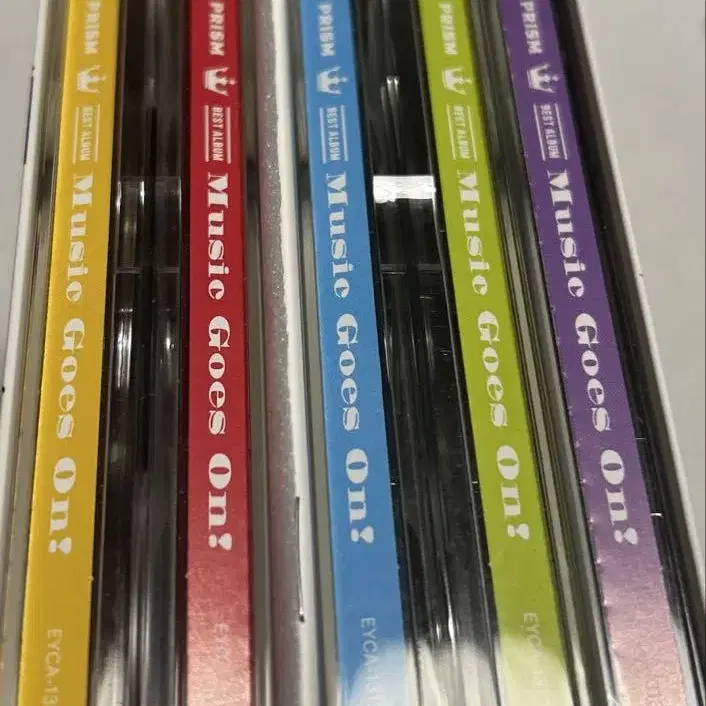 PRISM BEST ALBUM Music Goes On! EYCA-13
PRISM BEST ALBUM Music Goes On!
PRISM BEST ALBUM Music Goes On! EYCA-131
PRISM BEST ALBUM Music Goes On! EYCA-13
PRISM BEST ALBUM Music Goes On!